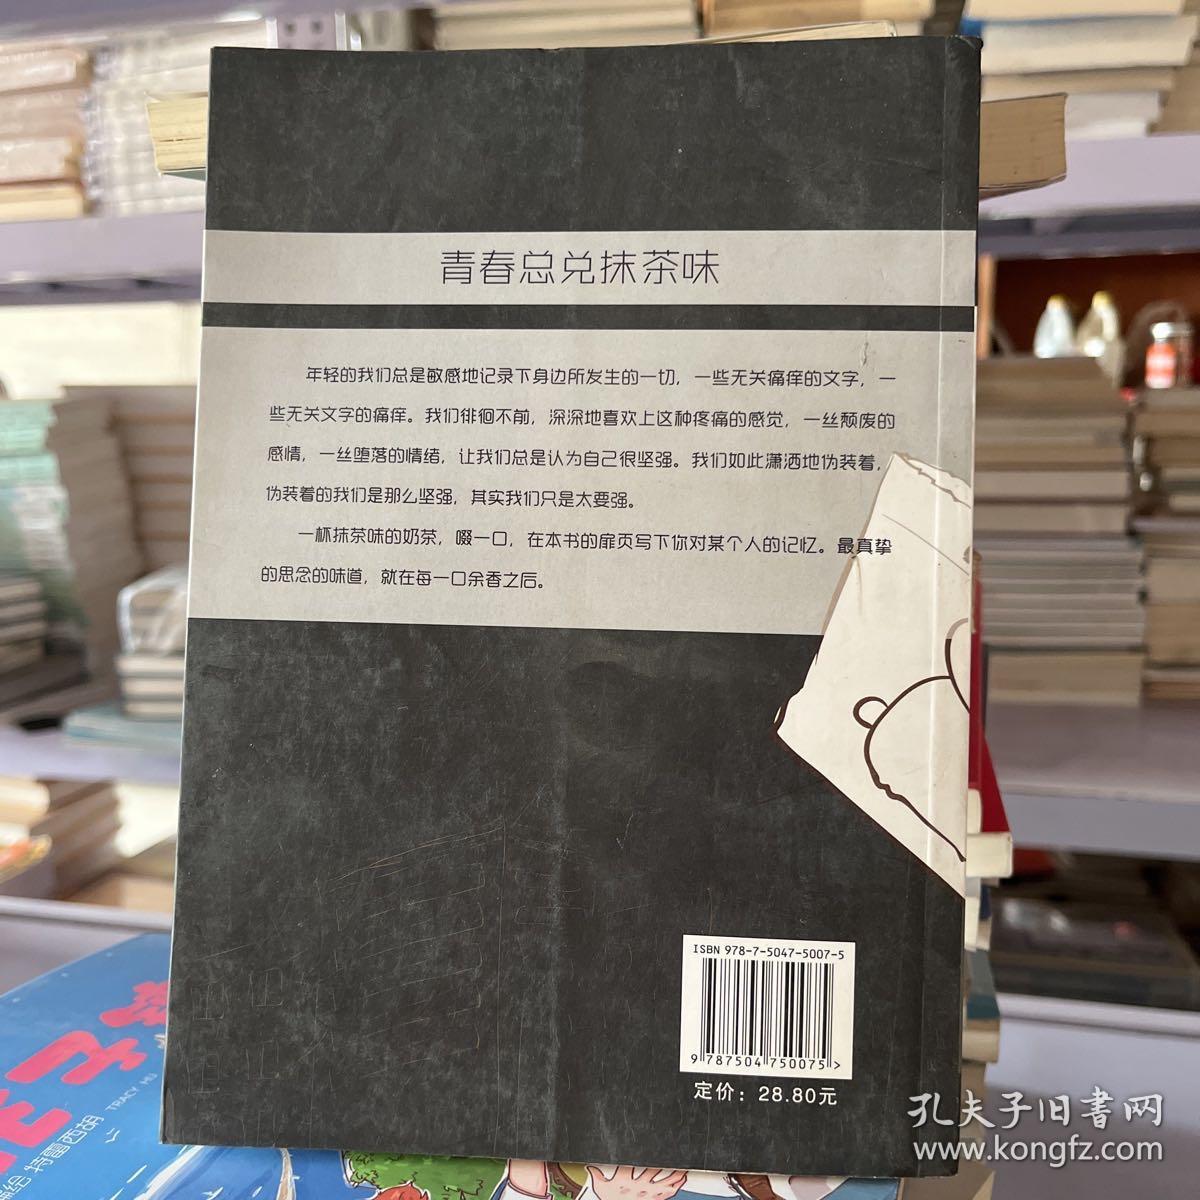 青春总兑抹茶味
年轻的我们总是敏感地记录下身边所发生的一切，一些无关痛痒的文字，一
些无关文字的痛痒。我们徘徊不前，深深地喜欢上这种疼痛的感觉，一丝颓废的
感情，一丝堕落的情绪，让我们总是认为自己很坚强。我们如此潇洒地伪装着，
伪装着的我们是那么坚强，其实我们只是太要强。
一杯抹茶味的奶茶，啜一口，在本书的扉页写下你对某个人的记忆。最真挚
的思念的味道，就在每一口余香之后。
ISBN 978-7-5047-5007-5
9 787504 750075>
定价：28.80元
特雷西胡
TRACY HU
孔夫子旧書网
www.kongfz.com